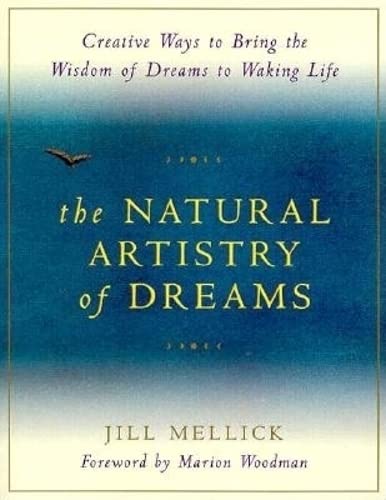 Creative Ways to Bring the
Wisdom of Dreams to Waking Life
the NATURAL
ARTISTRY
of DREAMS
JILL MELLICK
Foreword by Marion Woodman